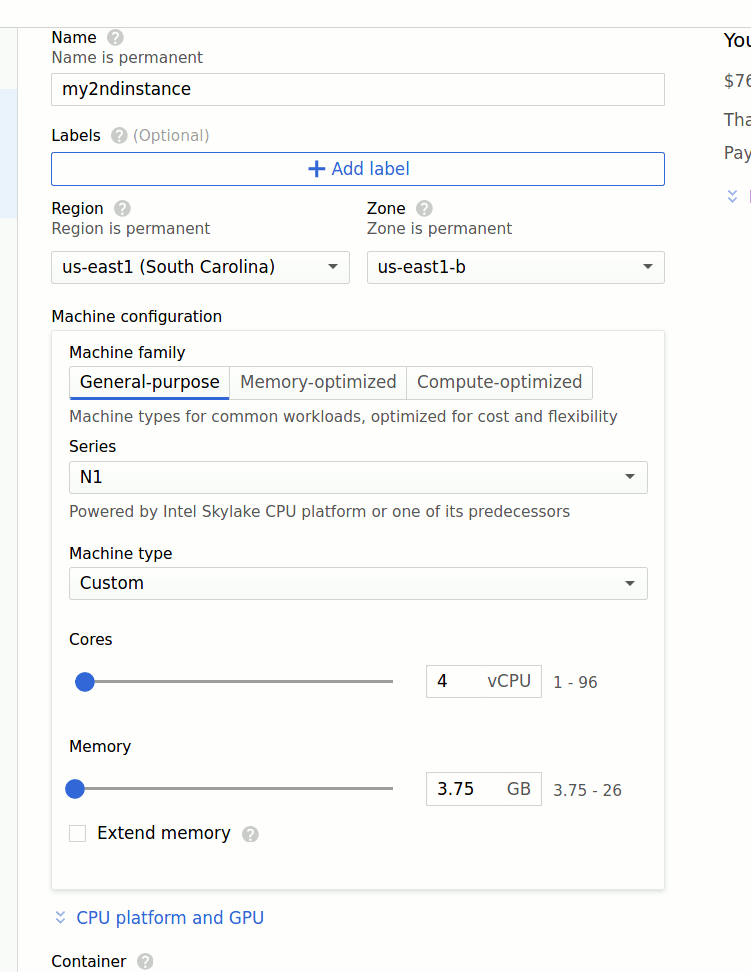 Name
Name is permanent
my2ndinstance
Labels (Optional)
Add label
Region
Region is permanent
us-east1 (South Carolina)
Zone
Zone is permanent
us-east1-b
Machine configuration
Machine family
General-purpose Memory-optimized Compute-optimized
Machine types for common workloads, optimized for cost and flexibility
Series
N1
Powered by Intel Skylake CPU platform or one of its predecessors
Machine type
Custom
Cores
4 vCPU 1 - 96
Memory
3.75 GB 3.75 - 26
Extend memory
CPU platform and GPU
Container
You
$76
Tha
Pay